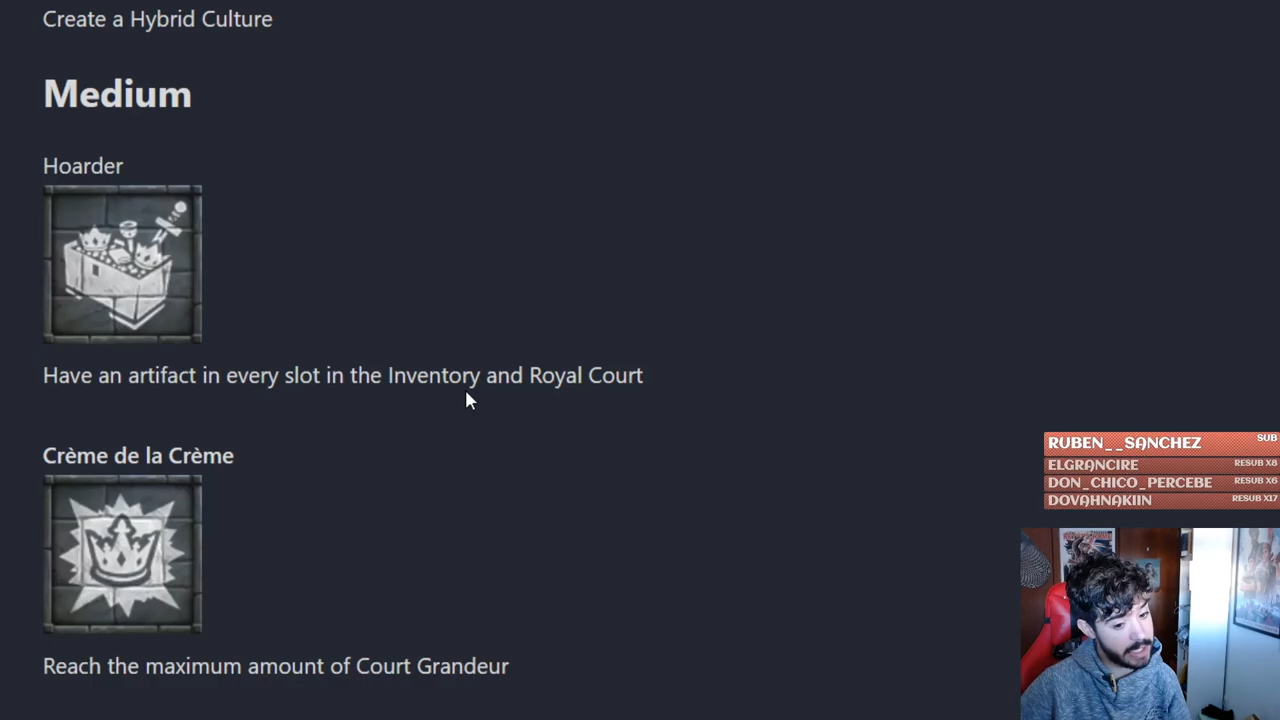 Create a Hybrid Culture
Medium
Hoarder
Have an artifact in every slot in the Inventory and Royal Court
Crème de la Crème
Reach the maximum amount of Court Grandeur
RUBEN__SANCHEZ SUB
ELGRANCIRE RESUB X8
DON_CHICO_PERCEBE RESUB X6
DOVAHNAKIIN RESUB X17